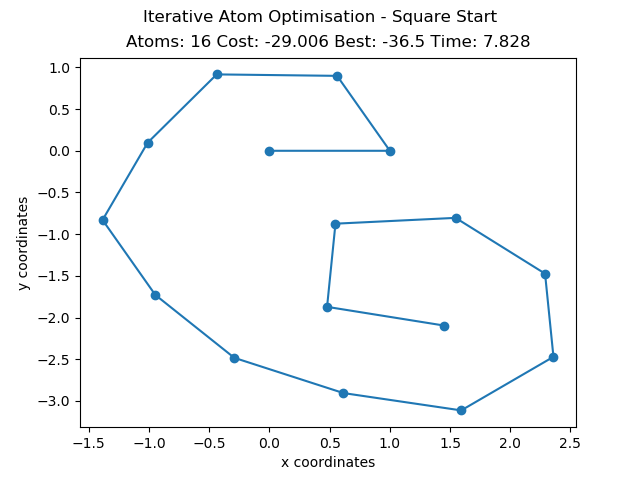 Iterative Atom Optimisation - Square Start
Atoms: 16 Cost: -29.006 Best: -36.5 Time: 7.828
1.0
0.5
0.0
−0.5
−1.0
−1.5
−2.0
−2.5
−3.0
y coordinates
−1.5 −1.0 −0.5 0.0 0.5 1.0 1.5 2.0 2.5
x coordinates